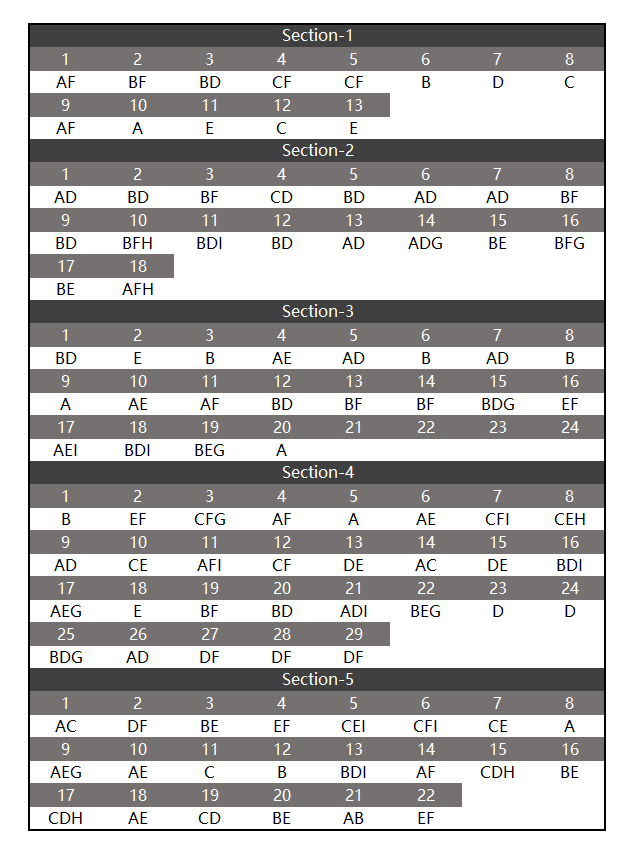 Section-1
1 2 3 4 5 6 7 8
AF BF BD CF CF B D C
9 10 11 12 13
AF A E C E
Section-2
1 2 3 4 5 6 7 8
AD BD BF CD BD AD AD BF
9 10 11 12 13 14 15 16
BD BFH BDI BD AD ADG BE BFG
17 18
BE AFH
Section-3
1 2 3 4 5 6 7 8
BD E B AE AD B AD B
9 10 11 12 13 14 15 16
A AE AF BD BF BF BDG EF
17 18 19 20 21 22 23 24
AEI BDI BEG A
Section-4
1 2 3 4 5 6 7 8
B EF CFG AF A AE CFI CEH
9 10 11 12 13 14 15 16
AD CE AFI CF DE AC DE BDI
17 18 19 20 21 22 23 24
AEG E BF BD ADI BEG D D
25 26 27 28 29
BDG AD DF DF DF
Section-5
1 2 3 4 5 6 7 8
AC DF BE EF CEI CFI CE A
9 10 11 12 13 14 15 16
AEG AE C B BDI AF CDH BE
17 18 19 20 21 22
CDH AE CD BE AB EF